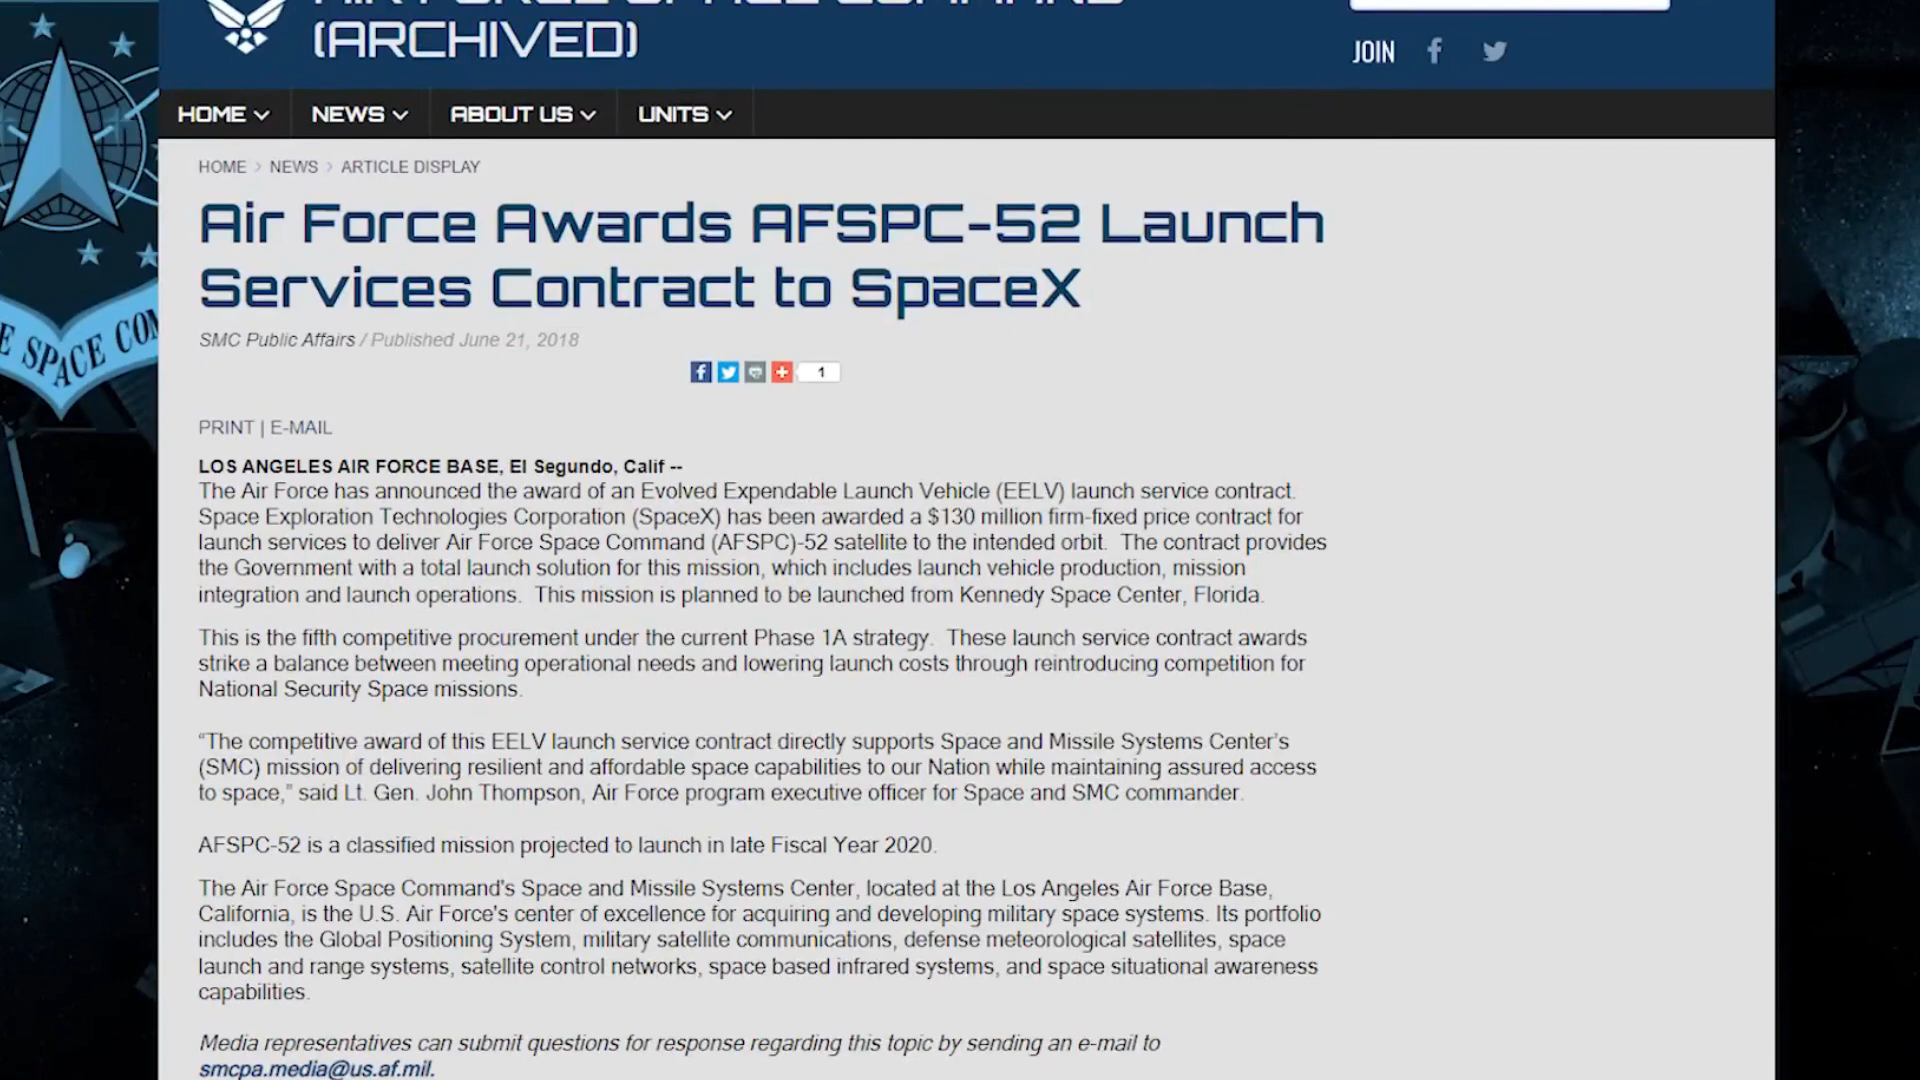 AIR FORCE SPACE COMMAND
(ARCHIVED)
JOIN
HOME NEWS ABOUT US UNITS
HOME › NEWS › ARTICLE DISPLAY
Air Force Awards AFSPC-52 Launch
Services Contract to SpaceX
SMC Public Affairs / Published June 21, 2018
1
PRINT | E-MAIL
LOS ANGELES AIR FORCE BASE, El Segundo, Calif --
The Air Force has announced the award of an Evolved Expendable Launch Vehicle (EELV) launch service contract.
Space Exploration Technologies Corporation (SpaceX) has been awarded a $130 million firm-fixed price contract for
launch services to deliver Air Force Space Command (AFSPC)-52 satellite to the intended orbit.  The contract provides
the Government with a total launch solution for this mission, which includes launch vehicle production, mission
integration and launch operations.  This mission is planned to be launched from Kennedy Space Center, Florida.
This is the fifth competitive procurement under the current Phase 1A strategy.  These launch service contract awards
strike a balance between meeting operational needs and lowering launch costs through reintroducing competition for
National Security Space missions.
“The competitive award of this EELV launch service contract directly supports Space and Missile Systems Center’s
(SMC) mission of delivering resilient and affordable space capabilities to our Nation while maintaining assured access
to space,” said Lt. Gen. John Thompson, Air Force program executive officer for Space and SMC commander.
AFSPC-52 is a classified mission projected to launch in late Fiscal Year 2020.
The Air Force Space Command's Space and Missile Systems Center, located at the Los Angeles Air Force Base,
California, is the U.S. Air Force's center of excellence for acquiring and developing military space systems. Its portfolio
includes the Global Positioning System, military satellite communications, defense meteorological satellites, space
launch and range systems, satellite control networks, space based infrared systems, and space situational awareness
capabilities.
Media representatives can submit questions for response regarding this topic by sending an e-mail to
smcpa.media@us.af.mil.
E SPACE COM